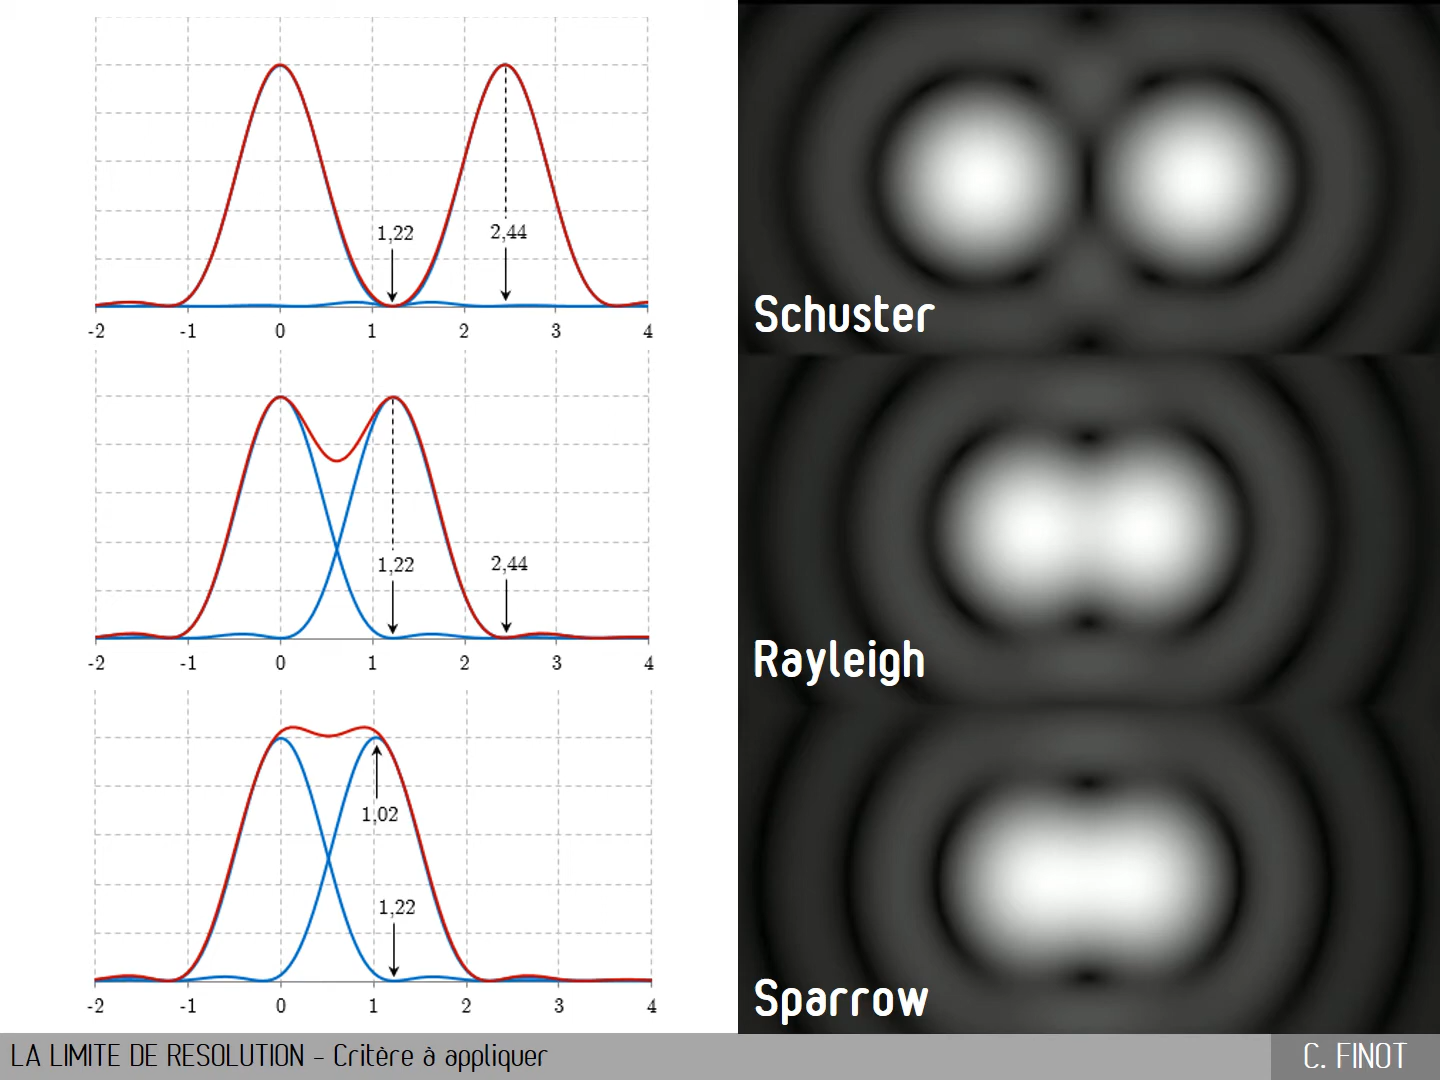 1,22
2,44
-2 -1 0 1 2 3 4
Schuster
1,22
2,44
-2 -1 0 1 2 3 4
Rayleigh
1,02
1,22
-2 -1 0 1 2 3 4
Sparrow
LA LIMITE DE RESOLUTION - Critère à appliquer
C. FINOT